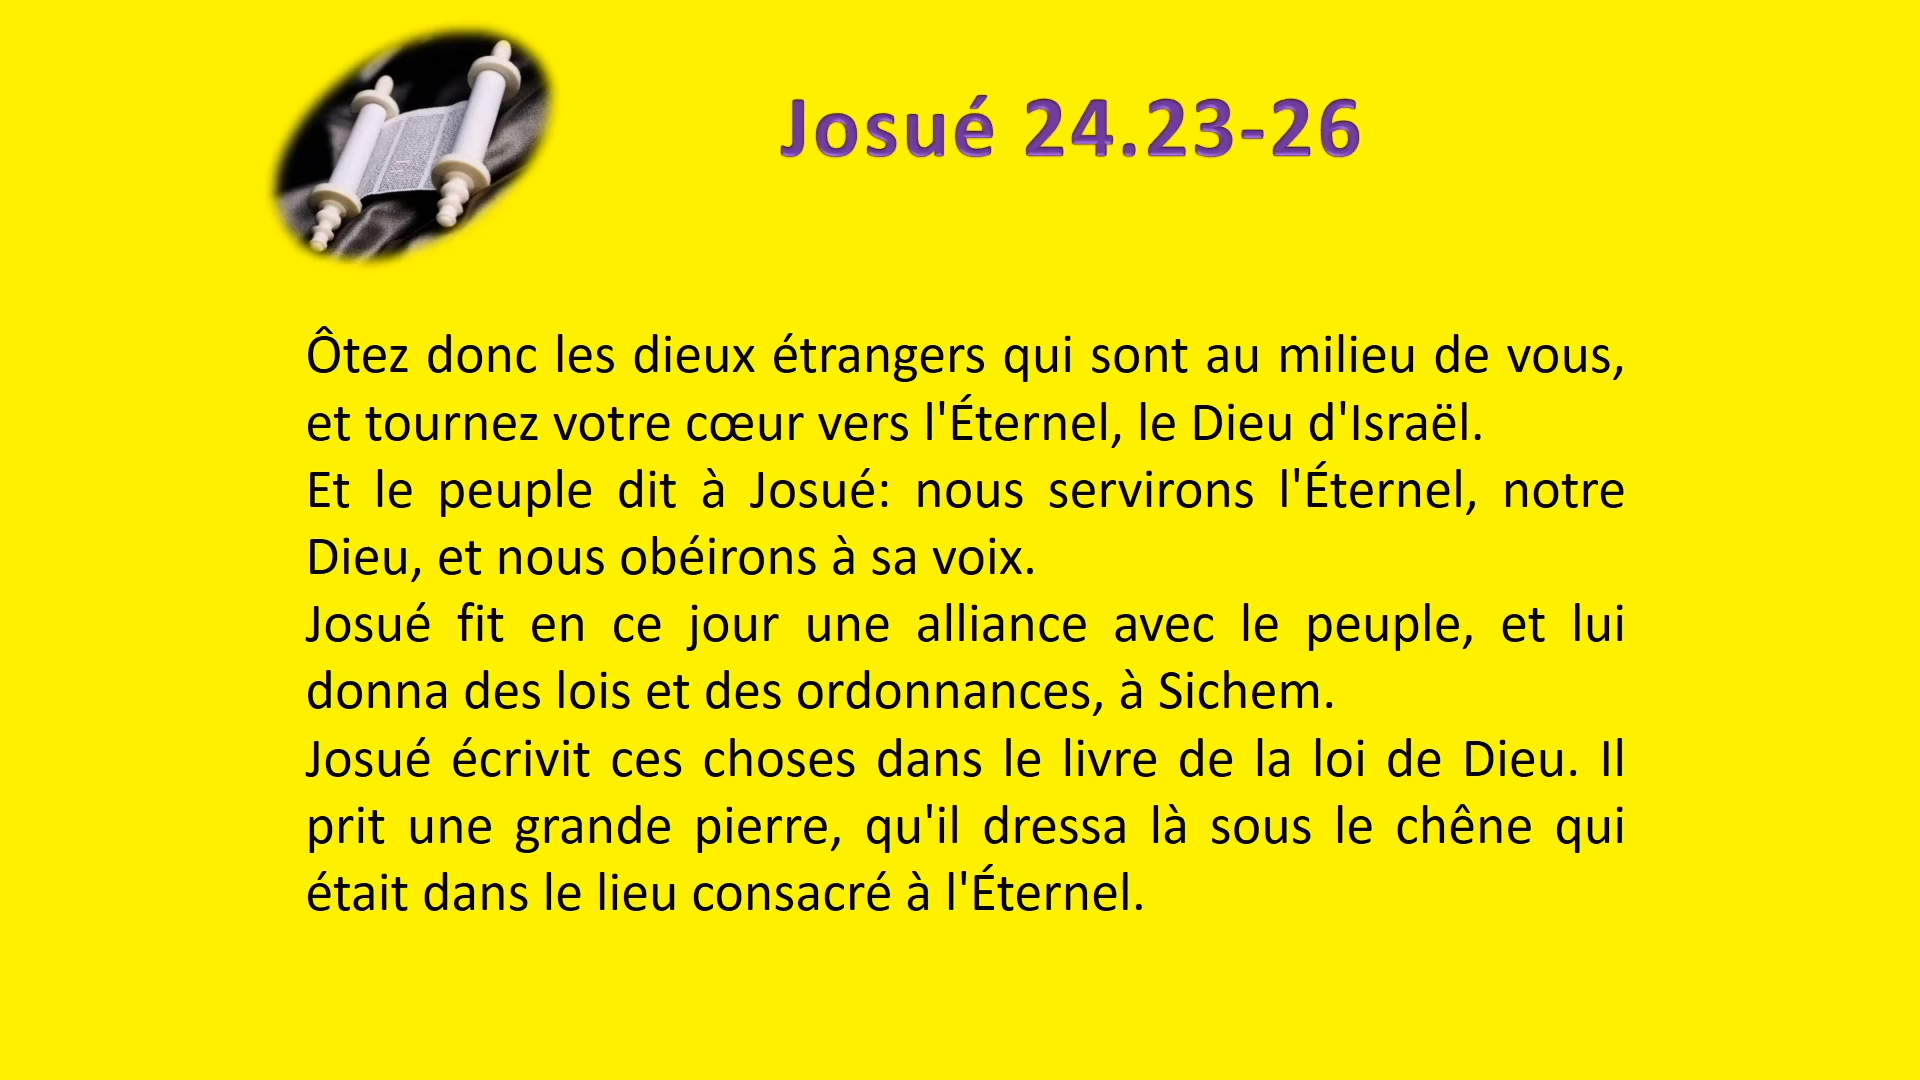 Josué 24.23-26
Ôtez donc les dieux étrangers qui sont au milieu de vous,
et tournez votre cœur vers l'Éternel, le Dieu d'Israël.
Et le peuple dit à Josué: nous servirons l'Éternel, notre
Dieu, et nous obéirons à sa voix.
Josué fit en ce jour une alliance avec le peuple, et lui
donna des lois et des ordonnances, à Sichem.
Josué écrivit ces choses dans le livre de la loi de Dieu. Il
prit une grande pierre, qu'il dressa là sous le chêne qui
était dans le lieu consacré à l'Éternel.